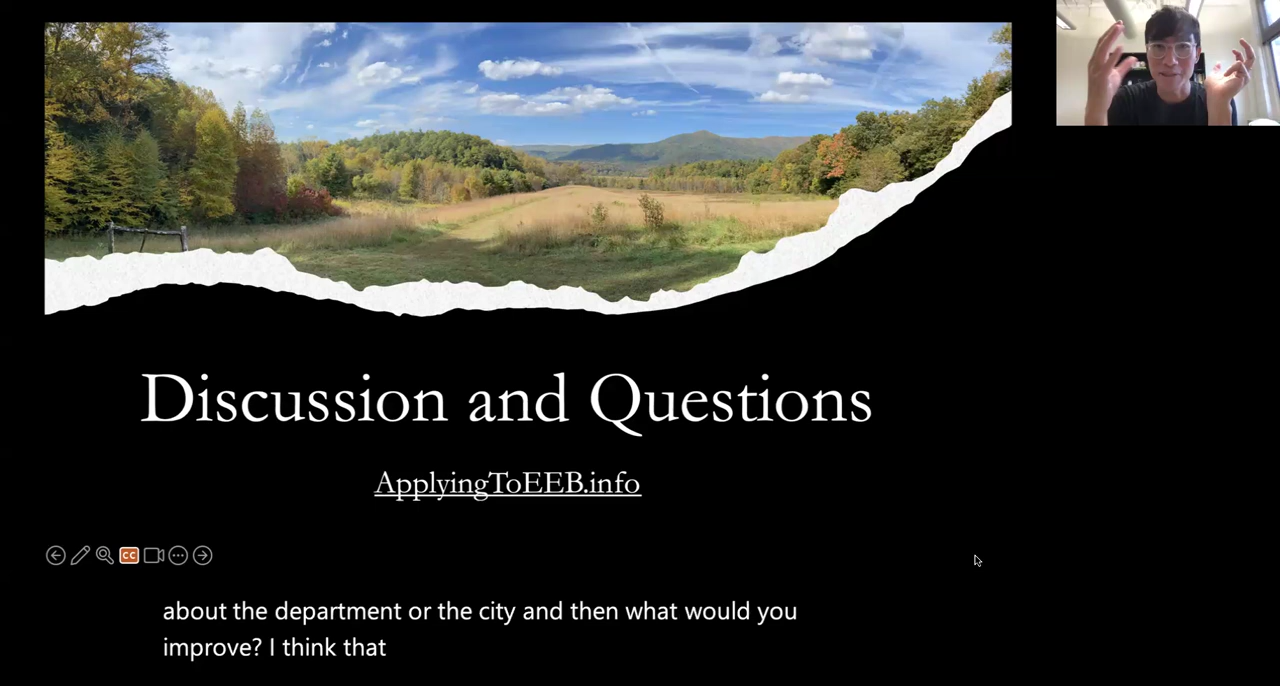 Discussion and Questions
ApplyingToEEB.info
CC
about the department or the city and then what would you
improve? I think that